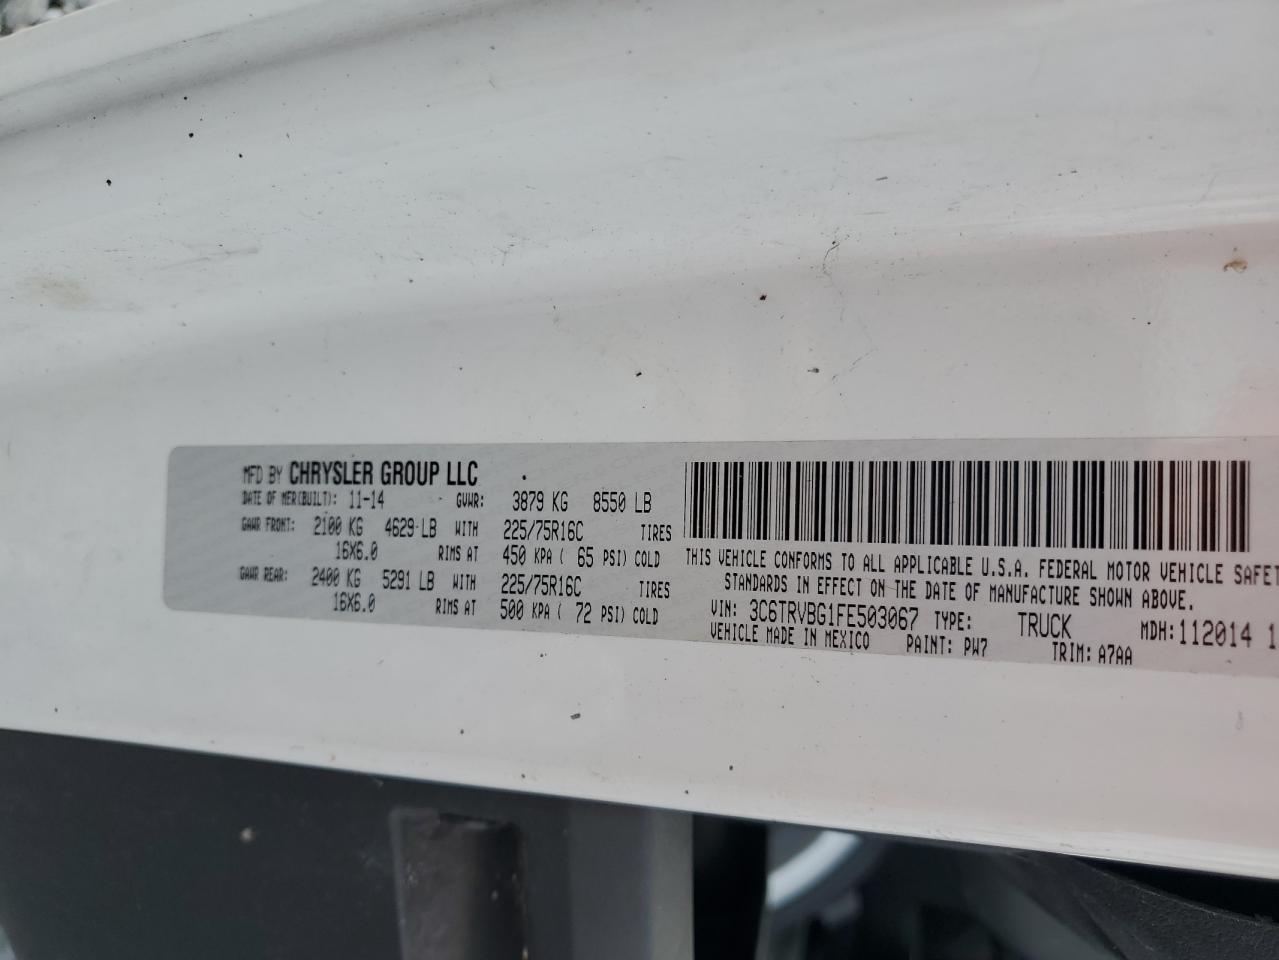 MFD BY CHRYSLER GROUP LLC
DATE OF MFR(BUILT): 11-14 GVWR: 3879 KG 8550 LB
GAWR FRONT: 2100 KG 4629 LB WITH 225/75R16C TIRES
16X6.0 RIMS AT 450 KPA ( 65 PSI) COLD
GAWR REAR: 2400 KG 5291 LB WITH 225/75R16C TIRES
16X6.0 RIMS AT 500 KPA ( 72 PSI) COLD
THIS VEHICLE CONFORMS TO ALL APPLICABLE U.S.A. FEDERAL MOTOR VEHICLE SAFET
STANDARDS IN EFFECT ON THE DATE OF MANUFACTURE SHOWN ABOVE.
VIN: 3C6TRVBG1FE503067 TYPE: TRUCK MDH: 112014 1
VEHICLE MADE IN MEXICO PAINT: PW7 TRIM: A7AA